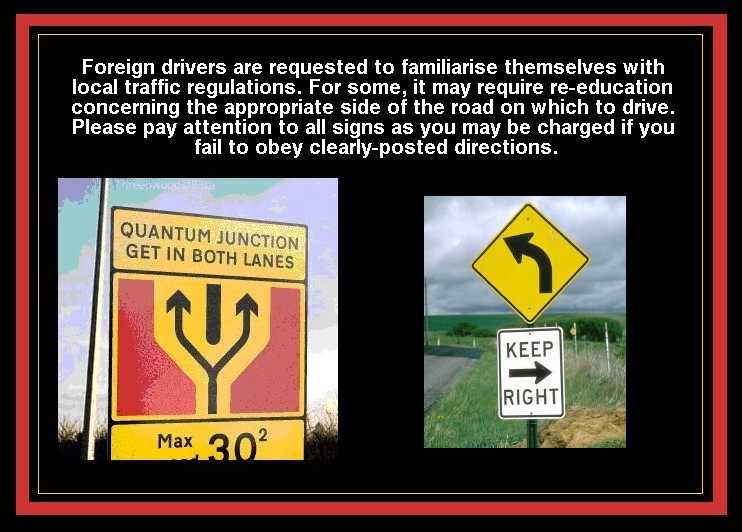 Foreign drivers are requested to familiarise themselves with
local traffic regulations. For some, it may require re-education
concerning the appropriate side of the road on which to drive.
Please pay attention to all signs as you may be charged if you
fail to obey clearly-posted directions.
QUANTUM JUNCTION
GET IN BOTH LANES
Max 30²
KEEP
RIGHT